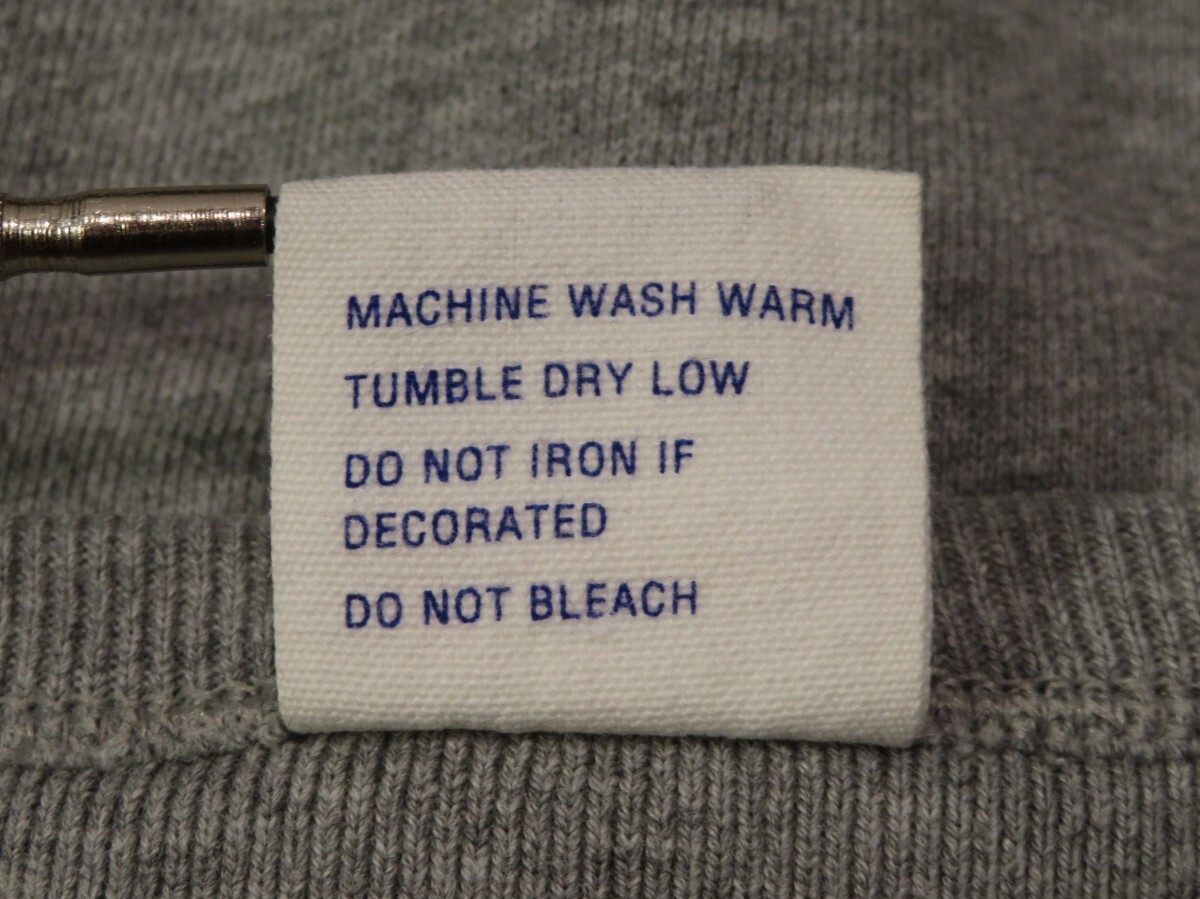 MACHINE WASH WARM
TUMBLE DRY LOW
DO NOT IRON IF
DECORATED
DO NOT BLEACH